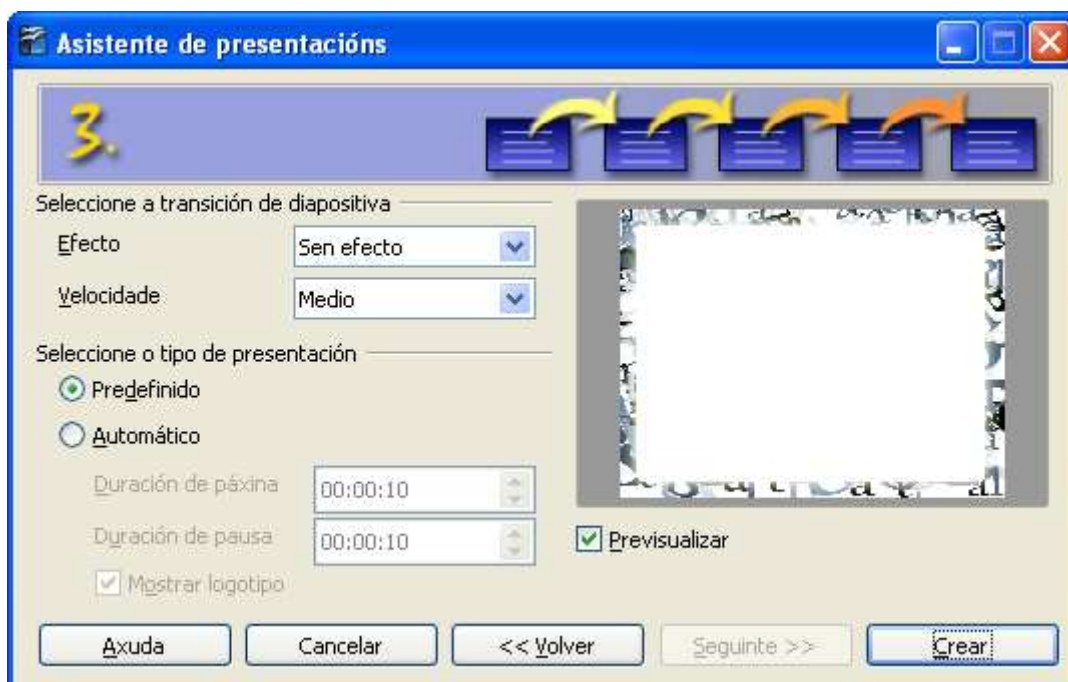 Asistente de presentacións
3.
Seleccione a transición de diapositiva
Efecto Sen efecto
Velocidade Medio
Seleccione o tipo de presentación
Predefinido
Automático
Duración de páxina 00:00:10
Duración de pausa 00:00:10
Mostrar logotipo
Previsualizar
Axuda Cancelar << Volver Seguinte >> Crear